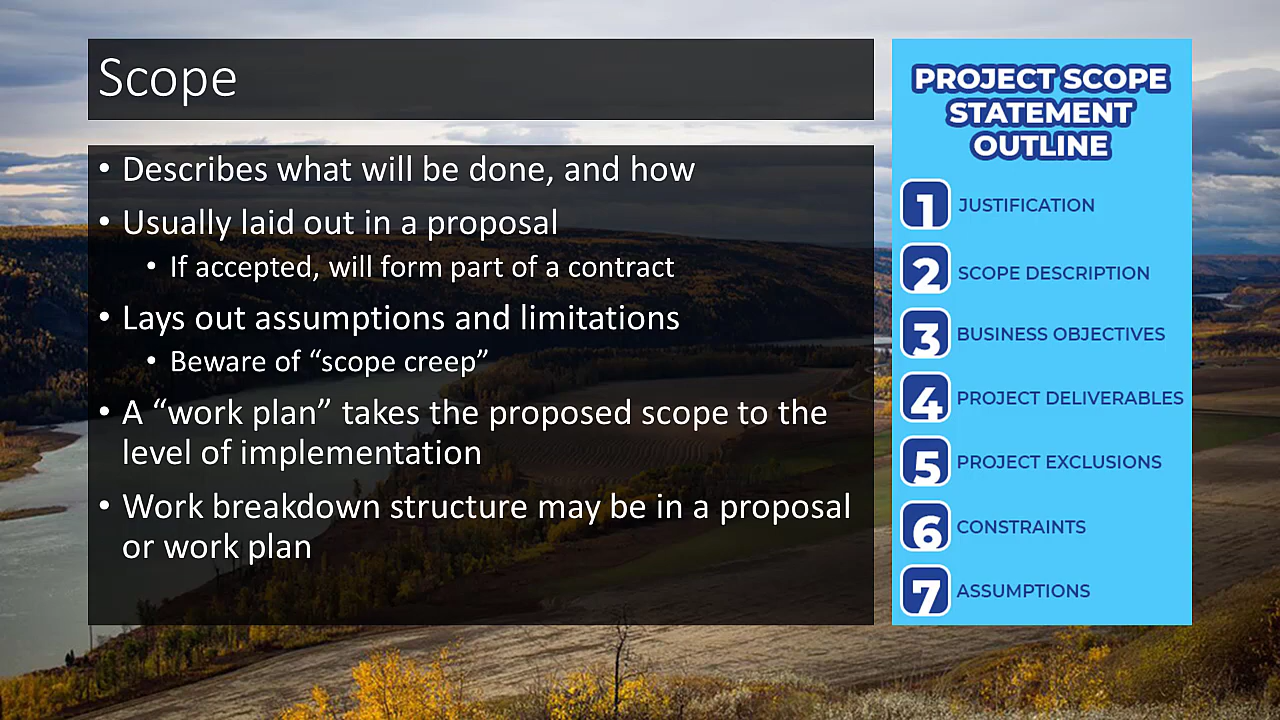 Scope
• Describes what will be done, and how
• Usually laid out in a proposal
• If accepted, will form part of a contract
• Lays out assumptions and limitations
• Beware of “scope creep”
• A “work plan” takes the proposed scope to the
level of implementation
• Work breakdown structure may be in a proposal
or work plan
PROJECT SCOPE
STATEMENT
OUTLINE
1 JUSTIFICATION
2 SCOPE DESCRIPTION
3 BUSINESS OBJECTIVES
4 PROJECT DELIVERABLES
5 PROJECT EXCLUSIONS
6 CONSTRAINTS
7 ASSUMPTIONS